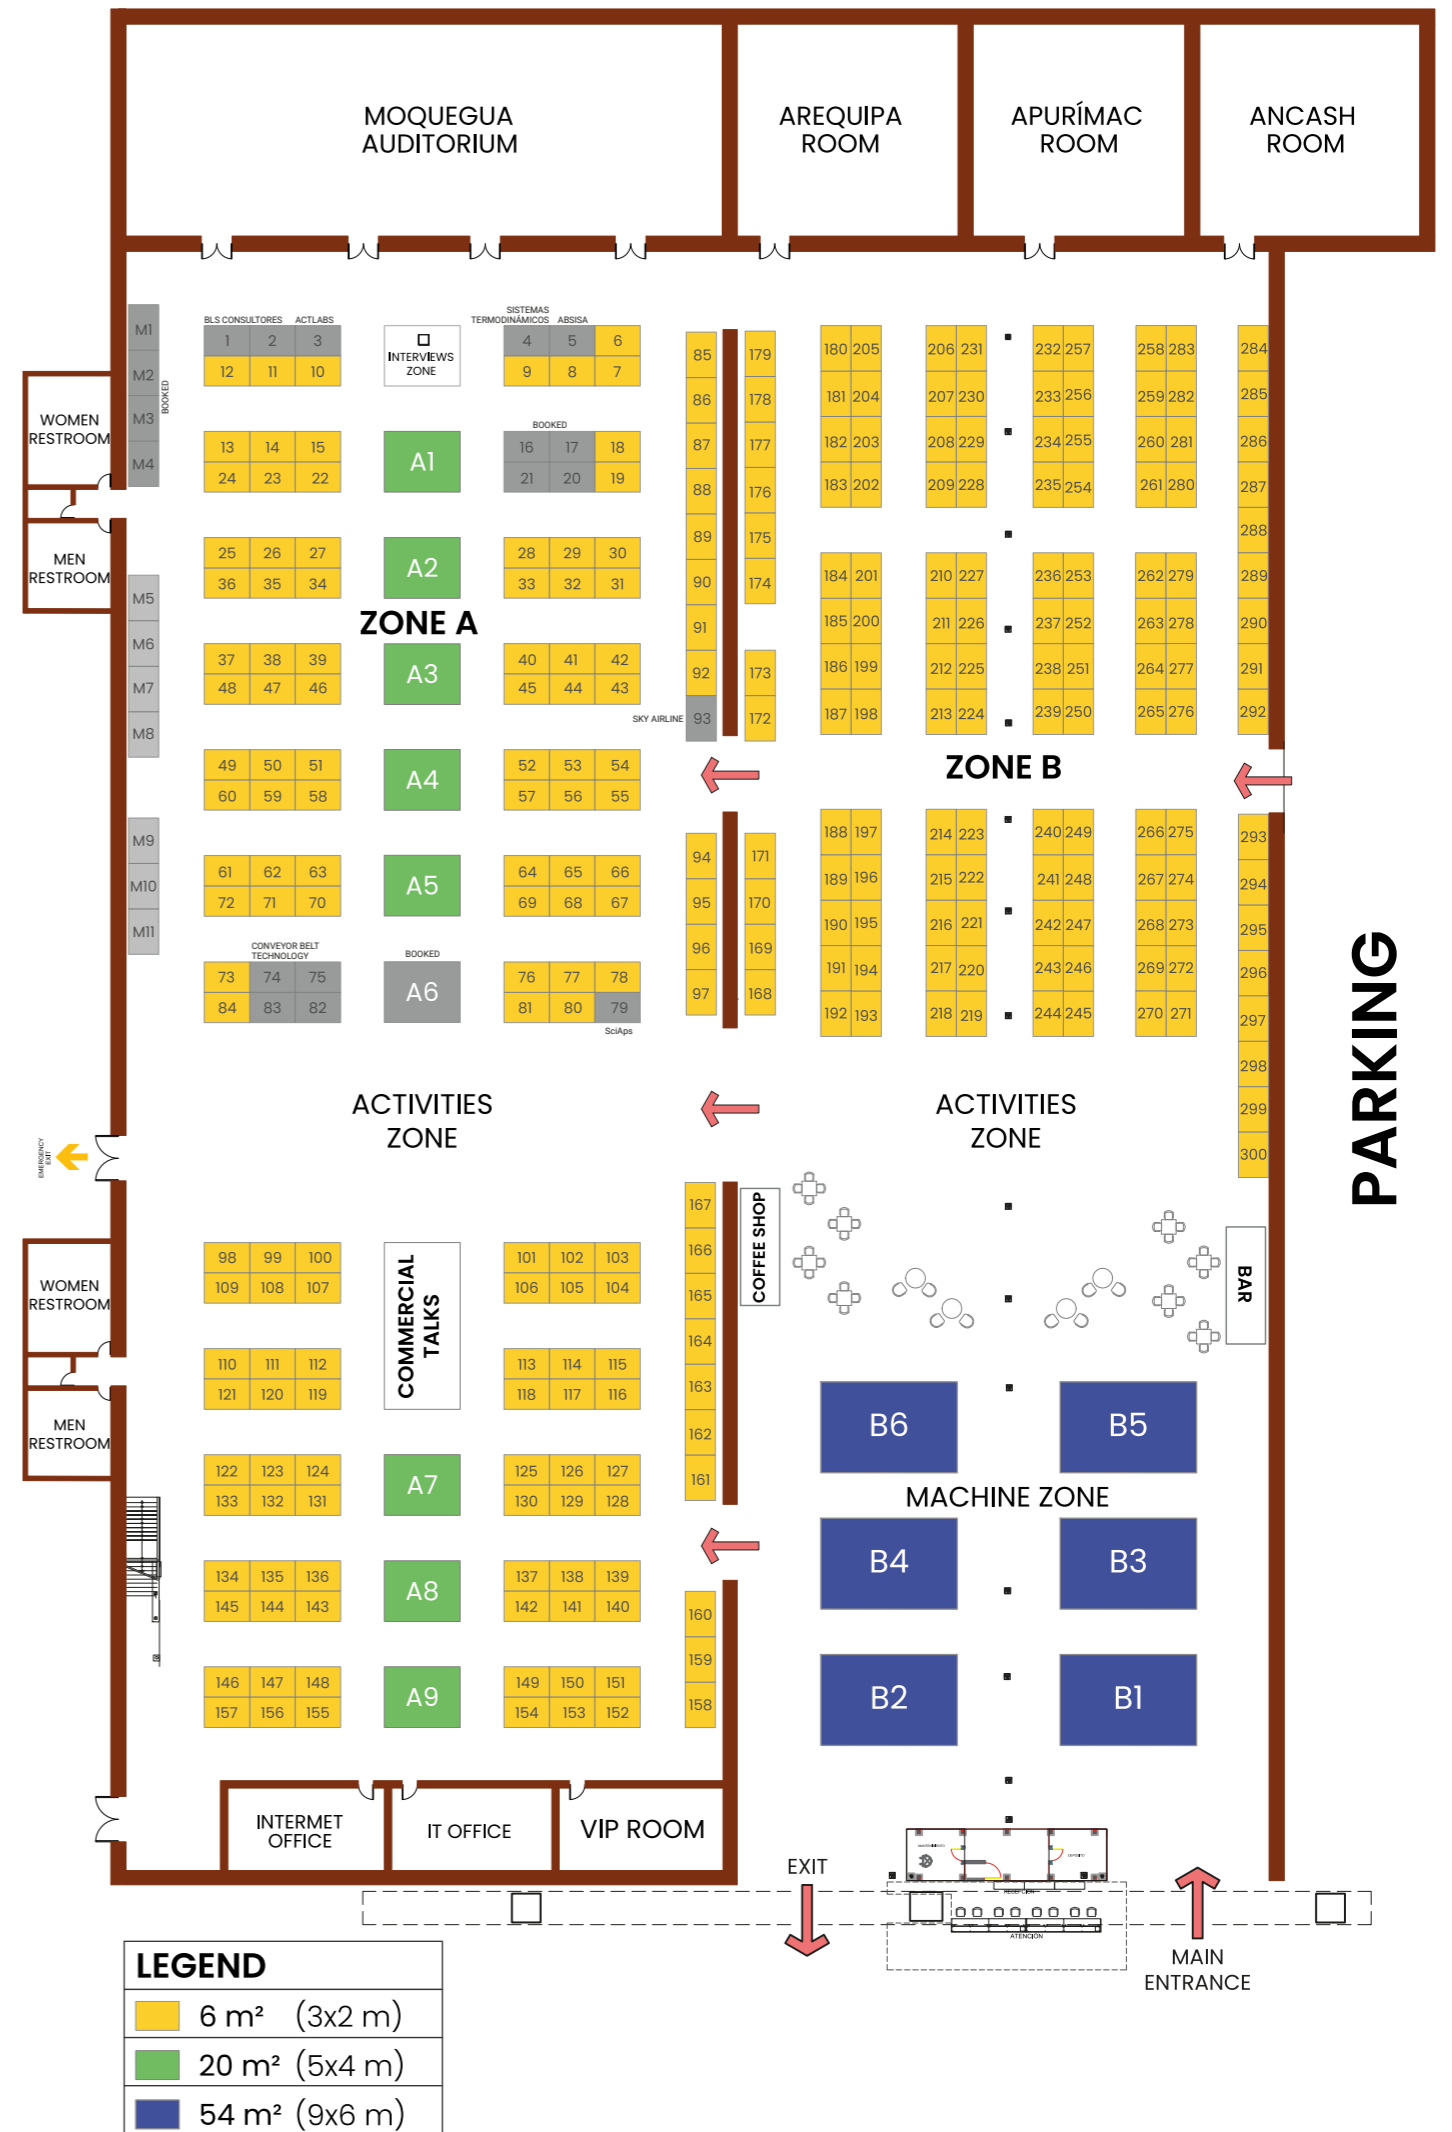 MOQUEGUA
AUDITORIUM
AREQUIPA
ROOM
APURÍMAC
ROOM
ANCASH
ROOM
M1
M2
M3
M4
BOOKED
BLS CONSULTORES ACTLABS
1 2 3
12 11 10
INTERVIEWS
ZONE
SISTEMAS
TERMODINÁMICOS ABSISA
4 5 6
9 8 7
WOMEN
RESTROOM
MEN
RESTROOM
13 14 15
24 23 22
A1
BOOKED
16 17 18
21 20 19
25 26 27
36 35 34
A2
28 29 30
33 32 31
ZONE A
M5
M6
M7
M8
37 38 39
48 47 46
A3
40 41 42
45 44 43
49 50 51
60 59 58
A4
52 53 54
57 56 55
M9
M10
M11
61 62 63
72 71 70
A5
64 65 66
69 68 67
CONVEYOR BELT
TECHNOLOGY
73 74 75
84 83 82
BOOKED
A6
76 77 78
81 80 79
SciAps
85
86
87
88
89
90
91
92
SKY AIRLINE 93
94
95
96
97
179
178
177
176
175
174
173
172
171
170
169
168
180 205 206 231 232 257 258 283
181 204 207 230 233 256 259 282
182 203 208 229 234 255 260 281
183 202 209 228 235 254 261 280
184 201 210 227 236 253 262 279
185 200 211 226 237 252 263 278
186 199 212 225 238 251 264 277
187 198 213 224 239 250 265 276
ZONE B
188 197 214 223 240 249 266 275
189 196 215 222 241 248 267 274
190 195 216 221 242 247 268 273
191 194 217 220 243 246 269 272
192 193 218 219 244 245 270 271
284
285
286
287
288
289
290
291
292
293
294
295
296
297
298
299
300
PARKING
ACTIVITIES
ZONE
ACTIVITIES
ZONE
EMERGENCY
EXIT
WOMEN
RESTROOM
MEN
RESTROOM
98 99 100
109 108 107
COMMERCIAL
TALKS
101 102 103
106 105 104
110 111 112
121 120 119
113 114 115
118 117 116
122 123 124
133 132 131
A7
125 126 127
130 129 128
134 135 136
145 144 143
A8
137 138 139
142 141 140
146 147 148
157 156 155
A9
149 150 151
154 153 152
167
166
165
164
163
162
161
160
159
158
COFFEE SHOP
BAR
B6 B5
MACHINE ZONE
B4 B3
B2 B1
INTERMET
OFFICE
IT OFFICE
VIP ROOM
EXIT
DEPOSITO
RECEPCIÓN
ATENCIÓN
MAIN
ENTRANCE
LEGEND
6 m² (3x2 m)
20 m² (5x4 m)
54 m² (9x6 m)